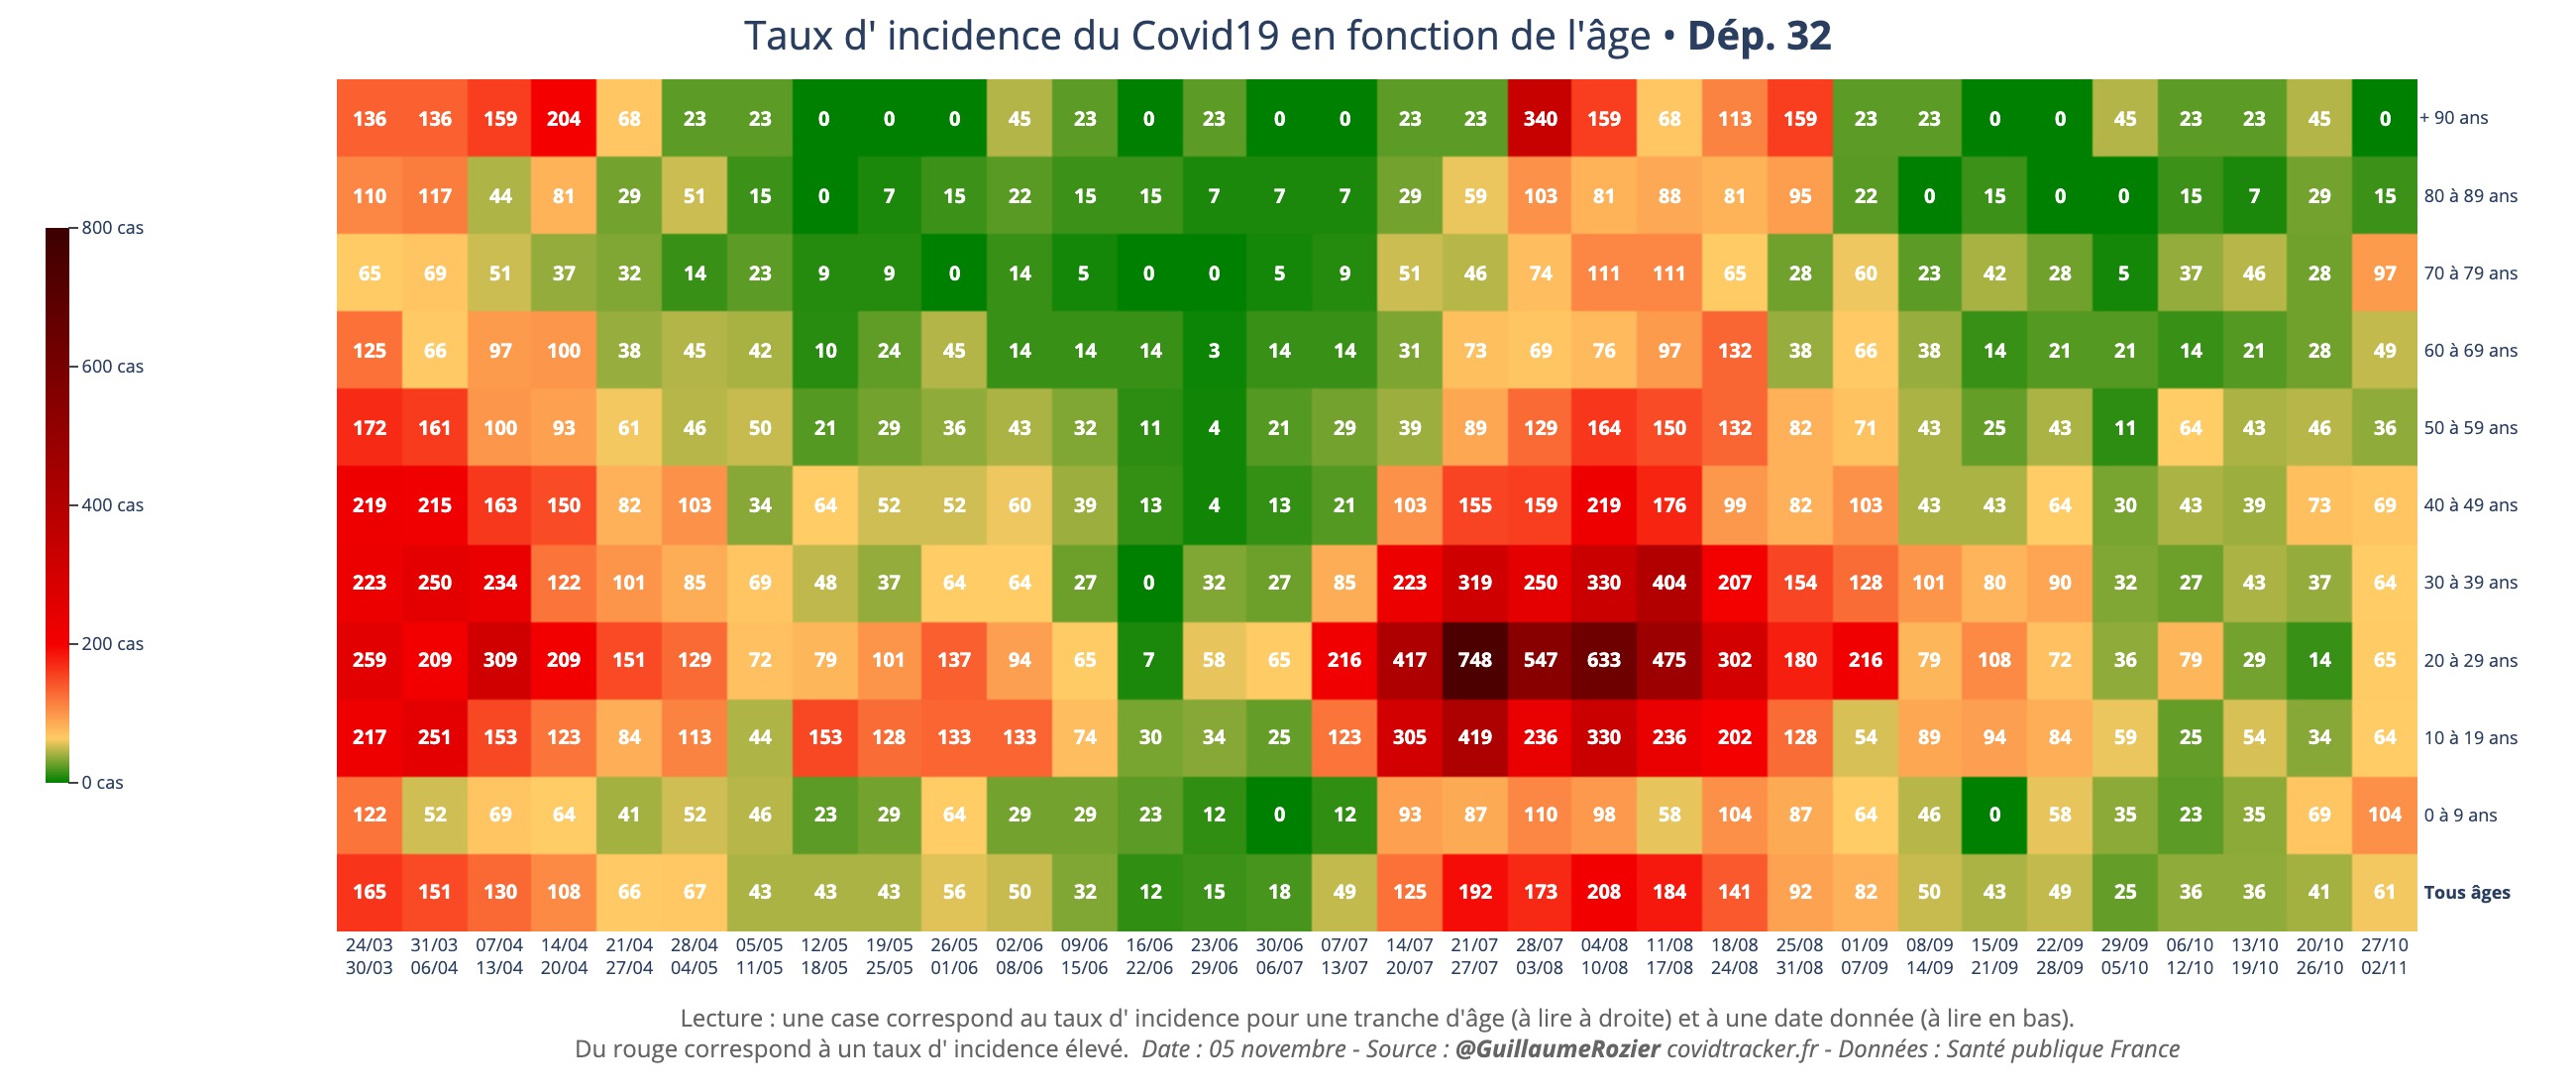 Taux d' incidence du Covid19 en fonction de l'âge • Dép. 32
800 cas
600 cas
400 cas
200 cas
0 cas
136 136 159 204 68 23 23 0 0 0 45 23 0 23 0 0 23 23 340 159 68 113 159 23 23 0 0 45 23 23 45 0 + 90 ans
110 117 44 81 29 51 15 0 7 15 22 15 15 7 7 7 29 59 103 81 88 81 95 22 0 15 0 0 15 7 29 15 80 à 89 ans
65 69 51 37 32 14 23 9 9 0 14 5 0 0 5 9 51 46 74 111 111 65 28 60 23 42 28 5 37 46 28 97 70 à 79 ans
125 66 97 100 38 45 42 10 24 45 14 14 14 3 14 14 31 73 69 76 97 132 38 66 38 14 21 21 14 21 28 49 60 à 69 ans
172 161 100 93 61 46 50 21 29 36 43 32 11 4 21 29 39 89 129 164 150 132 82 71 43 25 43 11 64 43 46 36 50 à 59 ans
219 215 163 150 82 103 34 64 52 52 60 39 13 4 13 21 103 155 159 219 176 99 82 103 43 43 64 30 43 39 73 69 40 à 49 ans
223 250 234 122 101 85 69 48 37 64 64 27 0 32 27 85 223 319 250 330 404 207 154 128 101 80 90 32 27 43 37 64 30 à 39 ans
259 209 309 209 151 129 72 79 101 137 94 65 7 58 65 216 417 748 547 633 475 302 180 216 79 108 72 36 79 29 14 65 20 à 29 ans
217 251 153 123 84 113 44 153 128 133 133 74 30 34 25 123 305 419 236 330 236 202 128 54 89 94 84 59 25 54 34 64 10 à 19 ans
122 52 69 64 41 52 46 23 29 64 29 29 23 12 0 12 93 87 110 98 58 104 87 64 46 0 58 35 23 35 69 104 0 à 9 ans
165 151 130 108 66 67 43 43 43 56 50 32 12 15 18 49 125 192 173 208 184 141 92 82 50 43 49 25 36 36 41 61 Tous âges
24/03 31/03 07/04 14/04 21/04 28/04 05/05 12/05 19/05 26/05 02/06 09/06 16/06 23/06 30/06 07/07 14/07 21/07 28/07 04/08 11/08 18/08 25/08 01/09 08/09 15/09 22/09 29/09 06/10 13/10 20/10 27/10
30/03 06/04 13/04 20/04 27/04 04/05 11/05 18/05 25/05 01/06 08/06 15/06 22/06 29/06 06/07 13/07 20/07 27/07 03/08 10/08 17/08 24/08 31/08 07/09 14/09 21/09 28/09 05/10 12/10 19/10 26/10 02/11
Lecture : une case correspond au taux d' incidence pour une tranche d'âge (à lire à droite) et à une date donnée (à lire en bas).
Du rouge correspond à un taux d' incidence élevé. Date : 05 novembre - Source : @GuillaumeRozier covidtracker.fr - Données : Santé publique France